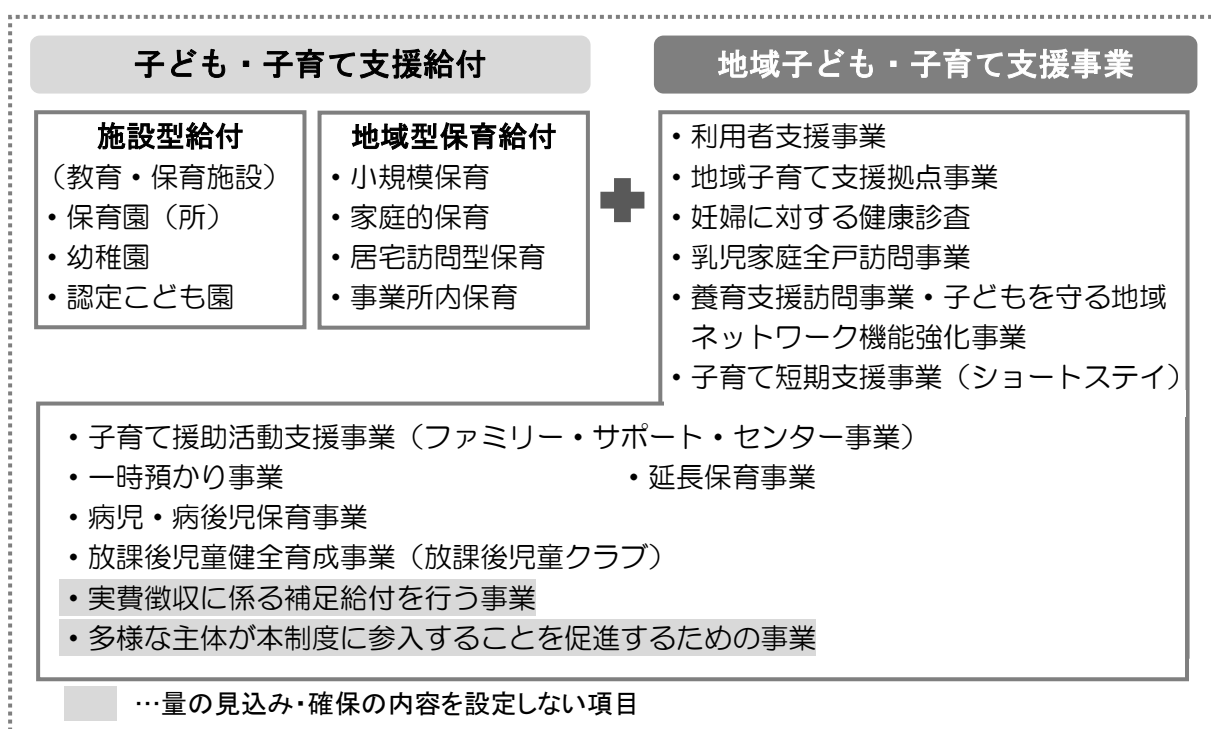 子ども・子育て支援給付
地域子ども・子育て支援事業
施設型給付
（教育・保育施設）
・保育園（所）
・幼稚園
・認定こども園
地域型保育給付
・小規模保育
・家庭的保育
・居宅訪問型保育
・事業所内保育
・利用者支援事業
・地域子育て支援拠点事業
・妊婦に対する健康診査
・乳児家庭全戸訪問事業
・養育支援訪問事業・子どもを守る地域
ネットワーク機能強化事業
・子育て短期支援事業（ショートステイ）
・子育て援助活動支援事業（ファミリー・サポート・センター事業）
・一時預かり事業
・延長保育事業
・病児・病後児保育事業
・放課後児童健全育成事業（放課後児童クラブ）
・実費徴収に係る補足給付を行う事業
・多様な主体が本制度に参入することを促進するための事業
…量の見込み・確保の内容を設定しない項目